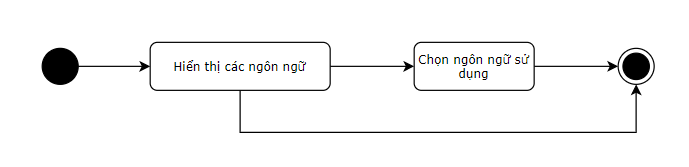 Hiển thị các ngôn ngữ
Chọn ngôn ngữ sử
dụng